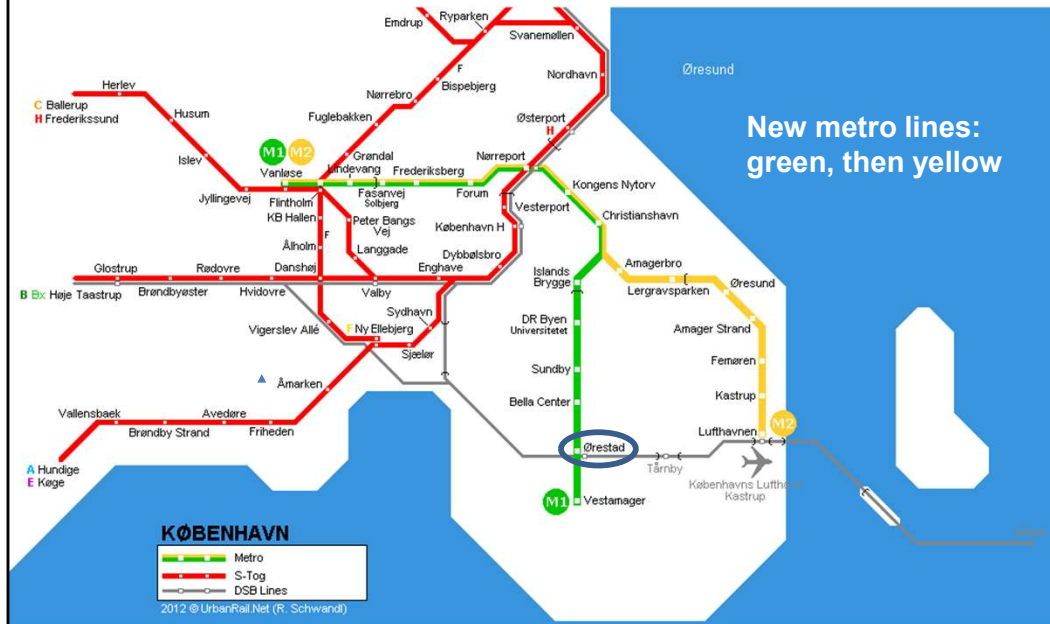 Emdrup
Ryparken
Svanemøllen
F
Bispebjerg
Nordhavn
Øresund
Herlev
C Ballerup
H Frederikssund
Husum
Nørrebro
Fuglebakken
Østerport
H
New metro lines:
green, then yellow
Islev
M1 M2
Vanløse
Grøndal
Lindevang
Frederiksberg
Nørreport
Jyllingevej
Flintholm
Fasanvej
Solbjerg
Forum
Kongens Nytorv
KB Hallen
Peter Bangs
Vej
Vesterport
Christianshavn
København H
Ålholm
F
Langgade
Dybbølsbro
Glostrup
Rødovre
Danshøj
Enghave
Islands
Brygge
Amagerbro
B Bx Høje Taastrup
Brøndbyøster
Hvidovre
Valby
Lergravsparken
Øresund
Sydhavn
DR Byen
Universitetet
Amager Strand
Vigerslev Allé
F Ny Ellebjerg
Sjælør
Femøren
Sundby
Åmarken
Kastrup
Bella Center
Vallensbaek
Avedøre
Brøndby Strand
Friheden
Lufthavnen
M2
Ørestad
Tårnby
A Hundige
E Køge
Københavns Lufth
Kastrup
M1
Vestamager
KØBENHAVN
Metro
S-Tog
DSB Lines
2012 © UrbanRail.Net (R. Schwandl)